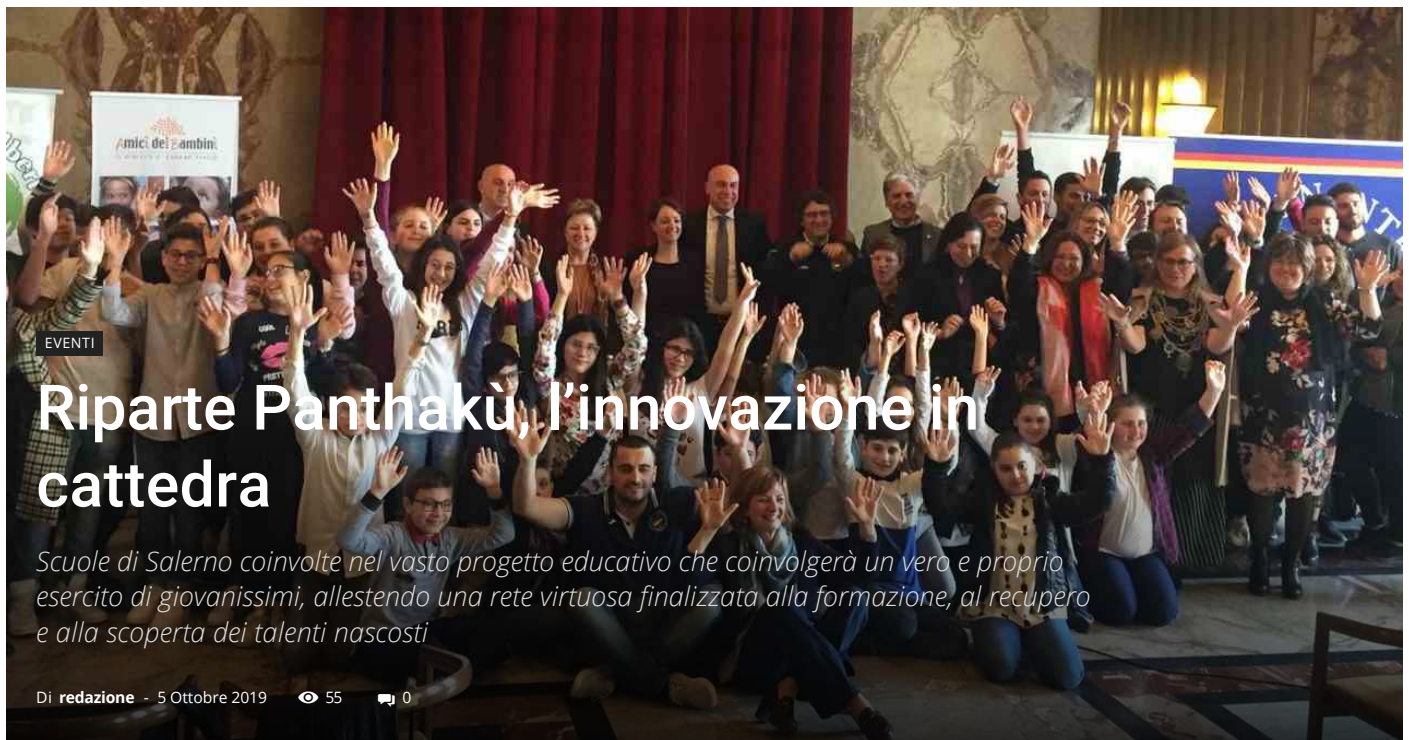 Amici dei Bambini
EVENTI
Riparte Panthakù, l’innovazione in
cattedra
Scuole di Salerno coinvolte nel vasto progetto educativo che coinvolgerà un vero e proprio
esercito di giovanissimi, allestendo una rete virtuosa finalizzata alla formazione, al recupero
e alla scoperta dei talenti nascosti
Di redazione - 5 Ottobre 2019 55 0